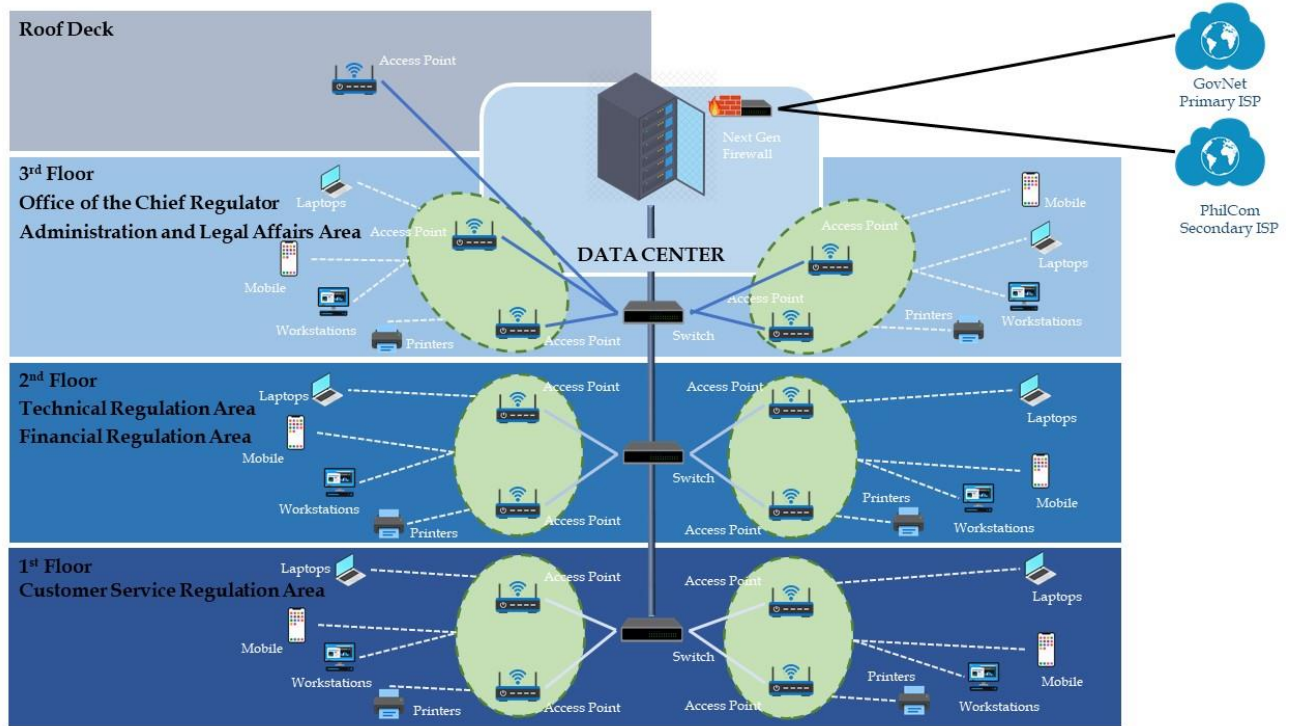 Roof Deck
Access Point
GovNet
Primary ISP
Next Gen
Firewall
PhilCom
Secondary ISP
3rd Floor
Office of the Chief Regulator
Administration and Legal Affairs Area
Laptops
Access Point
Mobile
Workstations
Printers
Access Point
DATA CENTER
Switch
Access Point
Access Point
Mobile
Laptops
Printers
Workstations
2nd Floor
Technical Regulation Area
Financial Regulation Area
Laptops
Mobile
Workstations
Printers
Access Point
Access Point
Switch
Access Point
Access Point
Laptops
Printers
Mobile
Workstations
1st Floor
Customer Service Regulation Area
Laptops
Mobile
Workstations
Printers
Access Point
Access Point
Switch
Access Point
Access Point
Laptops
Printers
Mobile
Workstations